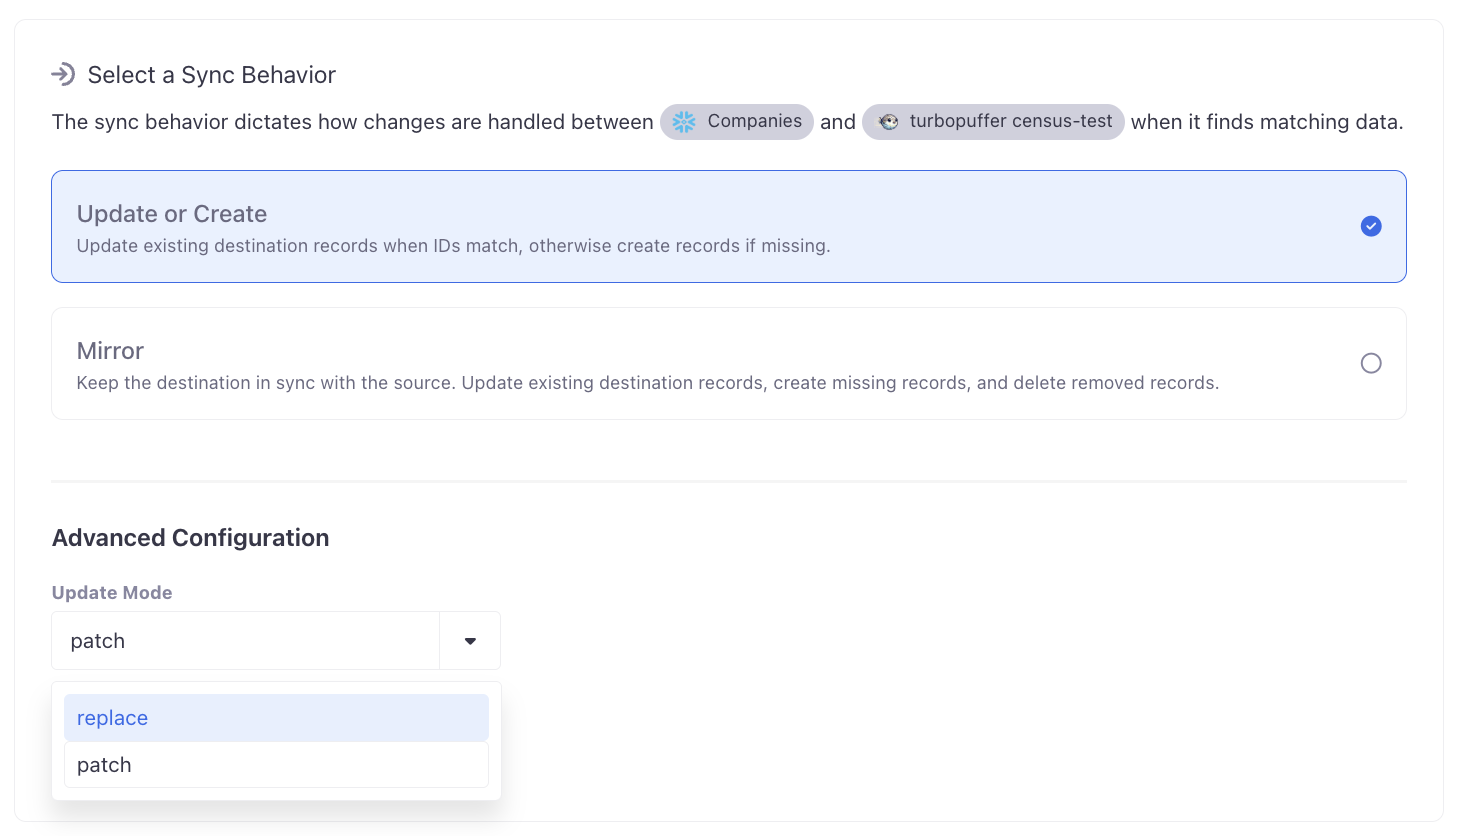 Select a Sync Behavior
The sync behavior dictates how changes are handled between Companies and turbopuffer census-test when it finds matching data.
Update or Create
Update existing destination records when IDs match, otherwise create records if missing.
Mirror
Keep the destination in sync with the source. Update existing destination records, create missing records, and delete removed records.
Advanced Configuration
Update Mode
patch
replace
patch